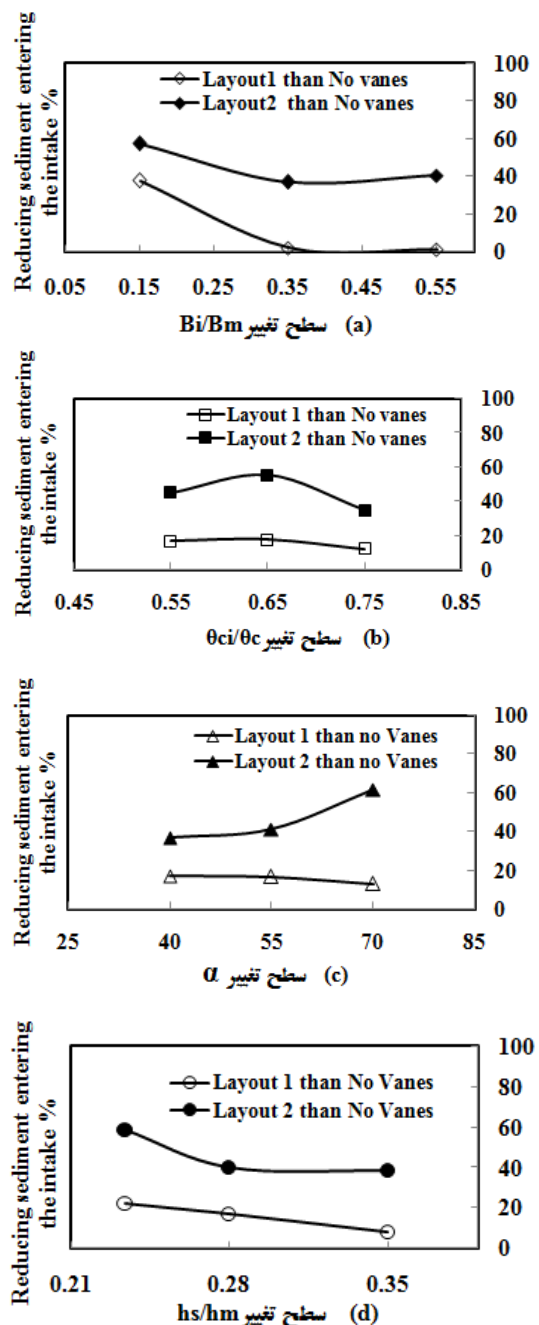 Reducing sediment entering
the intake %
Layout1 than No vanes
Layout2 than No vanes
100
80
60
40
20
0
0.05 0.15 0.25 0.35 0.45 0.55
(a) سطح تغییر Bi/Bm
Reducing sediment entering
the intake %
Layout 1 than No vanes
Layout 2 than No vanes
100
80
60
40
20
0
0.45 0.55 0.65 0.75 0.85
(b) سطح تغییر θci/θc
Reducing sediment entering
the intake %
Layout 1 than no Vanes
Layout 2 than no Vanes
100
80
60
40
20
0
25 40 55 70 85
(c) سطح تغییر α
Reducing sediment entering
the intake %
Layout 1 than No Vanes
Layout 2 than No Vanes
100
80
60
40
20
0
0.21 0.28 0.35
(d) سطح تغییر hs/hm